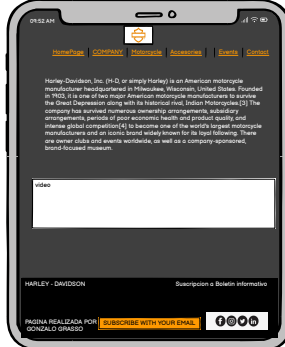 09:52 AM
HomePage COMPANY Motorcycle Accesories Events Contact
Harley-Davidson, Inc. (H-D, or simply Harley) is an American motorcycle
manufacturer headquartered in Milwaukee, Wisconsin, United States. Founded
in 1903, it is one of two major American motorcycle manufacturers to survive
the Great Depression along with its historical rival, Indian Motorcycles.[3] The
company has survived numerous ownership arrangements, subsidiary
arrangements, periods of poor economic health and product quality, and
intense global competition[4] to become one of the world's largest motorcycle
manufacturers and an iconic brand widely known for its loyal following. There
are owner clubs and events worldwide, as well as a company-sponsored,
brand-focused museum.
video
HARLEY - DAVIDSON Suscripcion a Boletin informativo
PAGINA REALIZADA POR SUBSCRIBE WITH YOUR EMAIL
GONZALO GRASSO